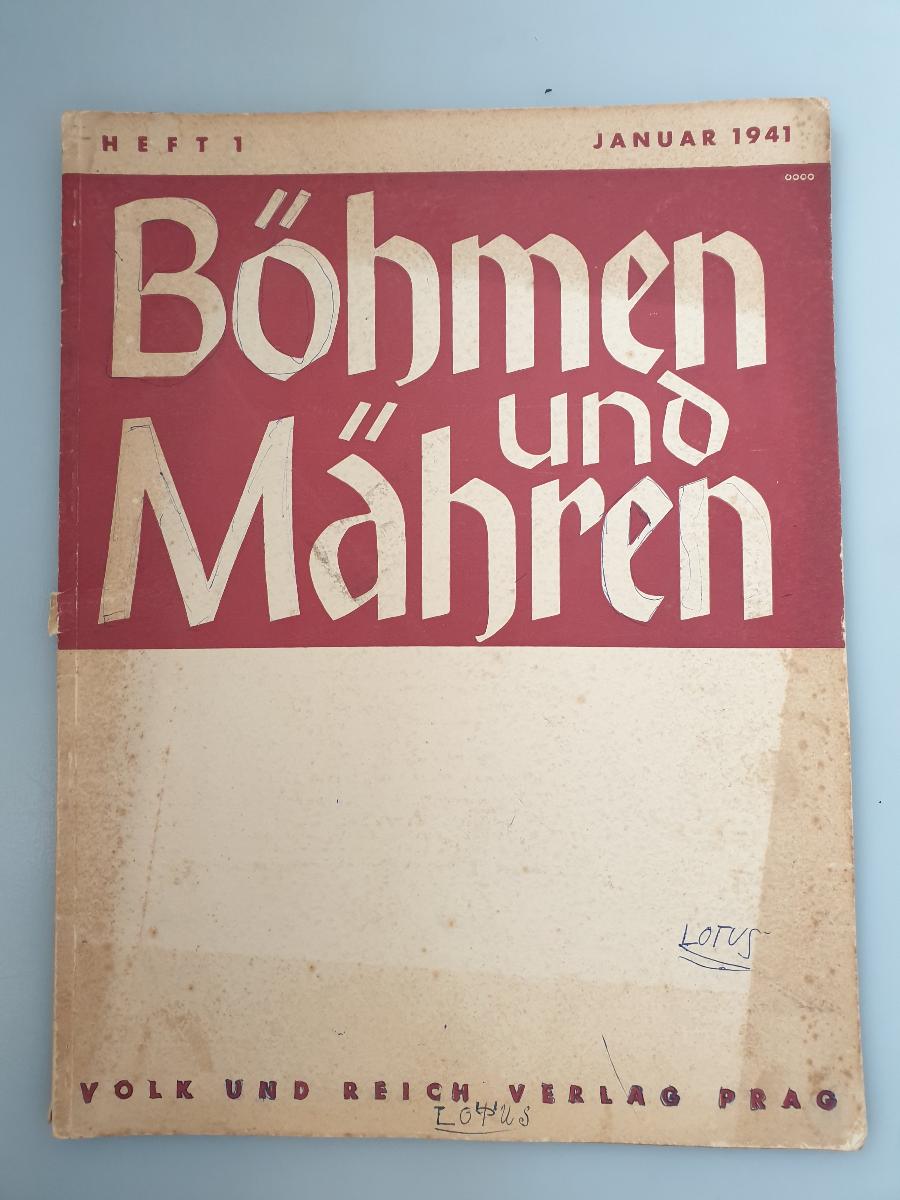 HEFT 1 JANUAR 1941
Böhmen
und
Mähren
LOTUS
VOLK UND REICH VERLAG PRAG
LOTUS